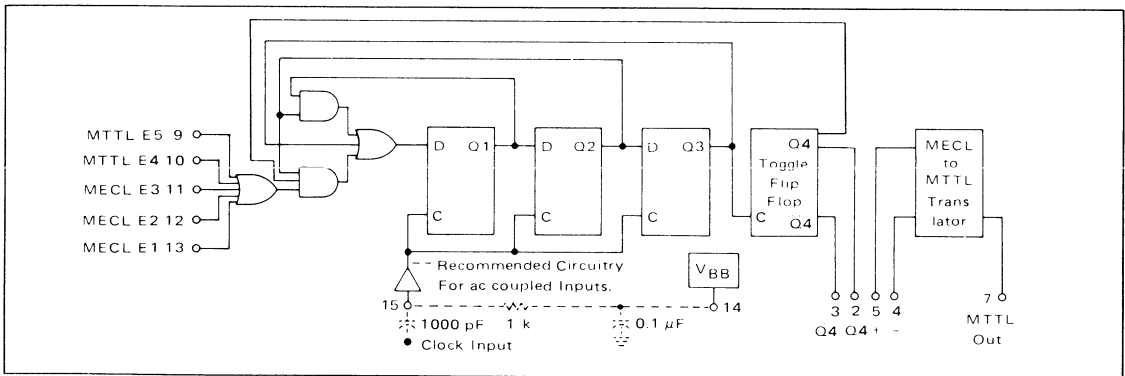 MTTL E5 9
MTTL E4 10
MECL E3 11
MECL E2 12
MECL E1 13
D Q1
C
D Q2
D Q3
C
Q4
Toggle
Flip
Flop
C Q4
MECL
to
MTTL
Trans
lator
Recommended Circuitry
For ac coupled Inputs.
VBB
15
14
1000 pF
1 k
0.1 μF
Clock Input
3 2 5 4
Q4 Q4 + -
7
MTTL
Out